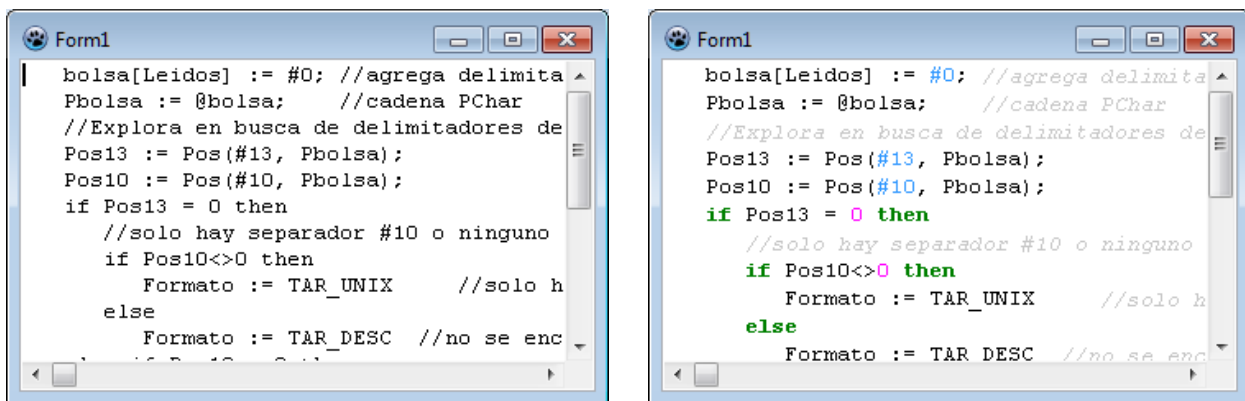 Form1
bolsa[Leidos] := #0; //agrega delimita
Pbolsa := @bolsa; //cadena PChar
//Explora en busca de delimitadores de
Pos13 := Pos(#13, Pbolsa);
Pos10 := Pos(#10, Pbolsa);
if Pos13 = 0 then
//solo hay separador #10 o ninguno
if Pos10<>0 then
Formato := TAR_UNIX //solo h
else
Formato := TAR_DESC //no se enc
Form1
bolsa[Leidos] := #0; //agrega delimita
Pbolsa := @bolsa; //cadena PChar
//Explora en busca de delimitadores de
Pos13 := Pos(#13, Pbolsa);
Pos10 := Pos(#10, Pbolsa);
if Pos13 = 0 then
//solo hay separador #10 o ninguno
if Pos10<>0 then
Formato := TAR_UNIX //solo h
else
Formato := TAR DESC //no se enc